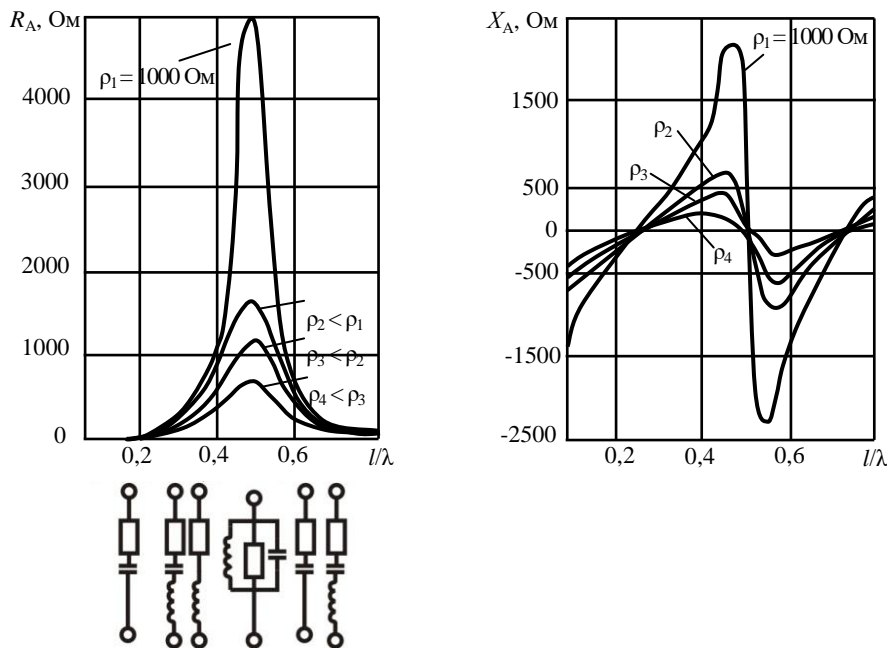 R_A, Ом
ρ₁ = 1000 Ом
4000
3000
2000
1000
0
ρ₂ < ρ₁
ρ₃ < ρ₂
ρ₄ < ρ₃
0,2
0,4
0,6
l/λ
X_A, Ом
ρ₁ = 1000 Ом
1500
ρ₂
ρ₃
500
0
ρ₄
-500
-1500
-2500
0,2
0,4
0,6
l/λ